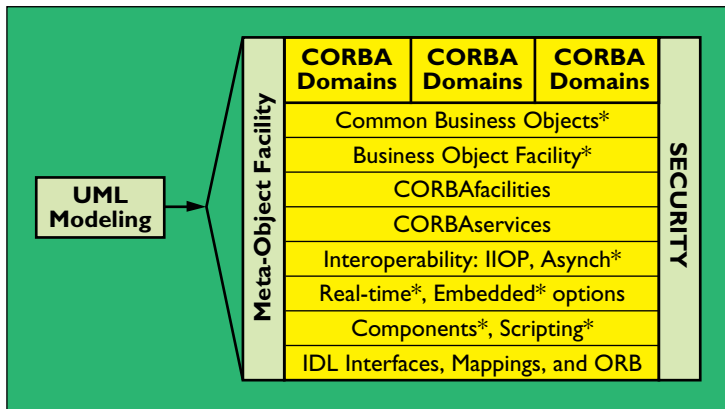 UML
Modeling
Meta-Object Facility
CORBA
Domains
CORBA
Domains
CORBA
Domains
Common Business Objects*
Business Object Facility*
CORBAfacilities
CORBAservices
Interoperability: IIOP, Asynch*
Real-time*, Embedded* options
Components*, Scripting*
IDL Interfaces, Mappings, and ORB
SECURITY